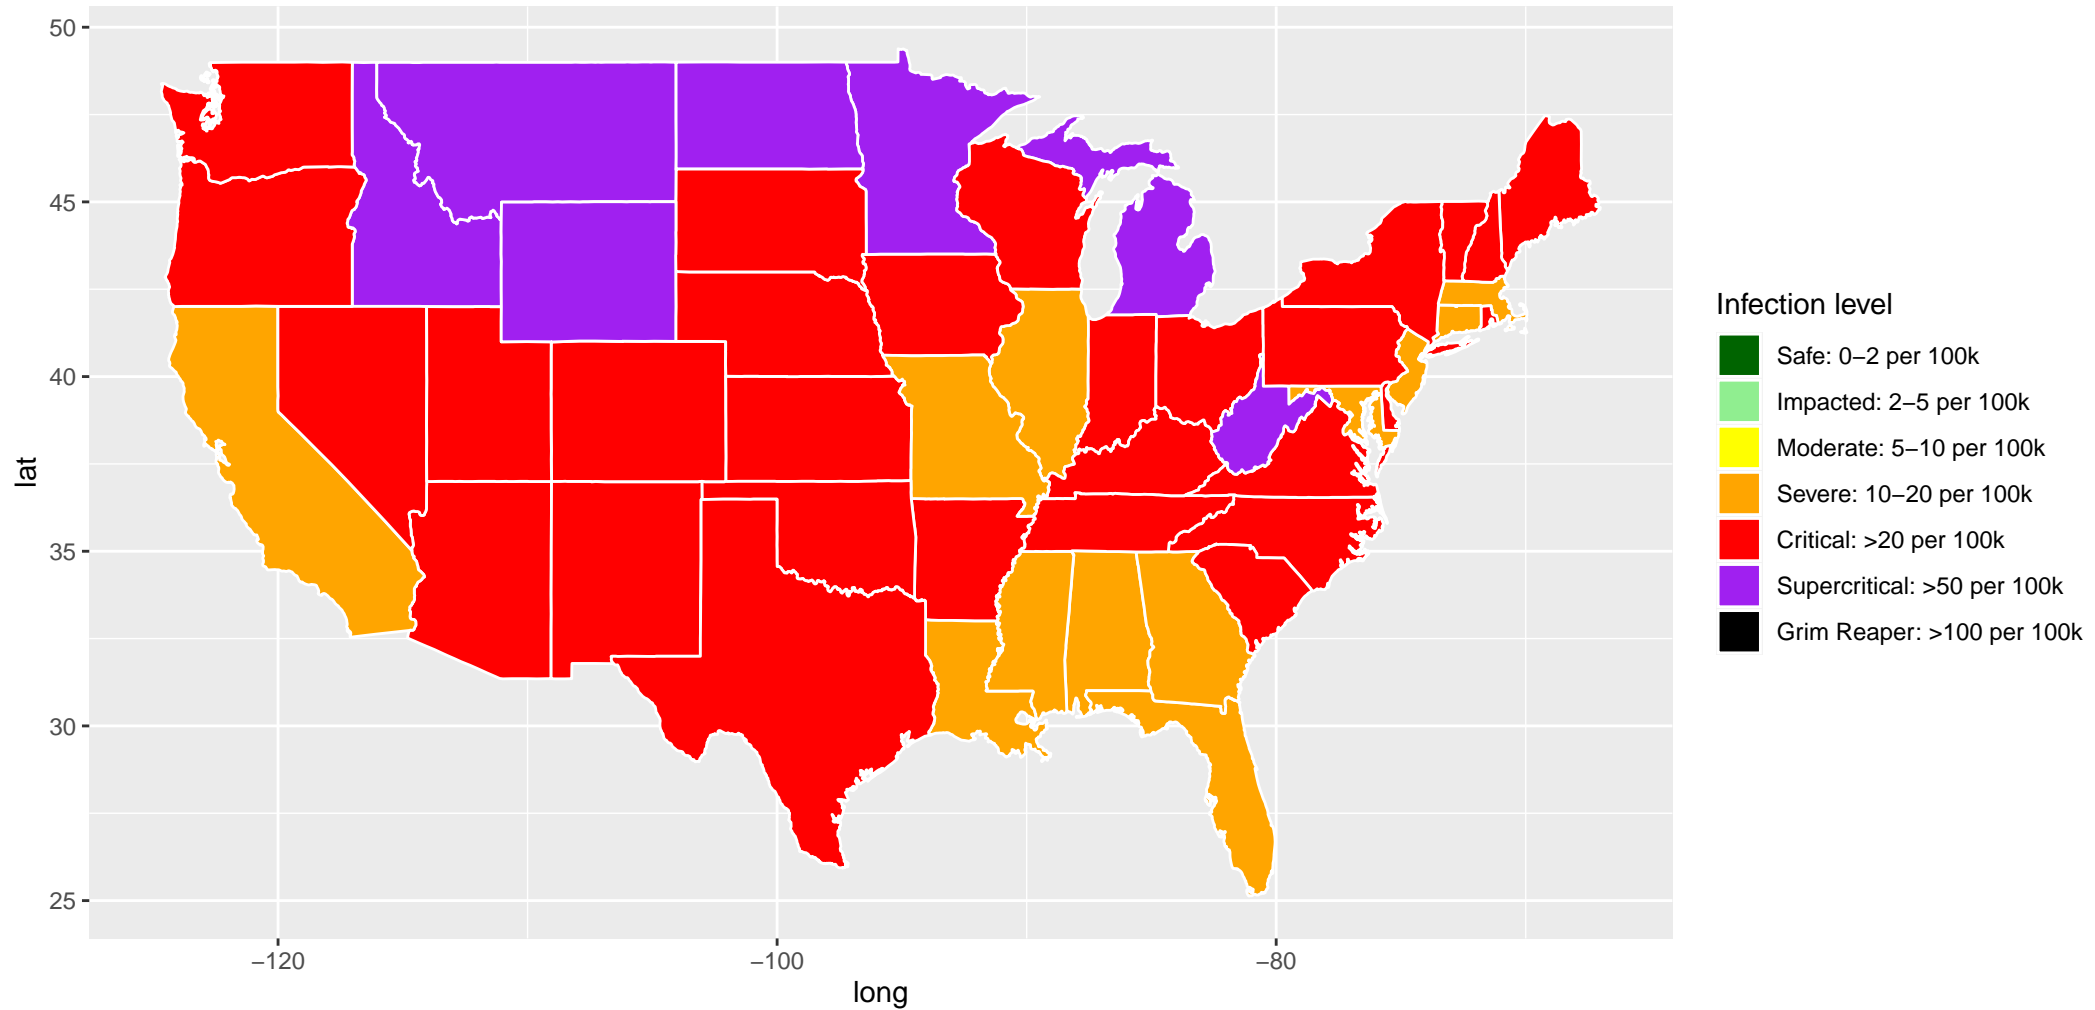 50
45
40
35
30
25
lat
−120
−100
−80
long
Infection level
Safe: 0−2 per 100k
Impacted: 2−5 per 100k
Moderate: 5−10 per 100k
Severe: 10−20 per 100k
Critical: >20 per 100k
Supercritical: >50 per 100k
Grim Reaper: >100 per 100k